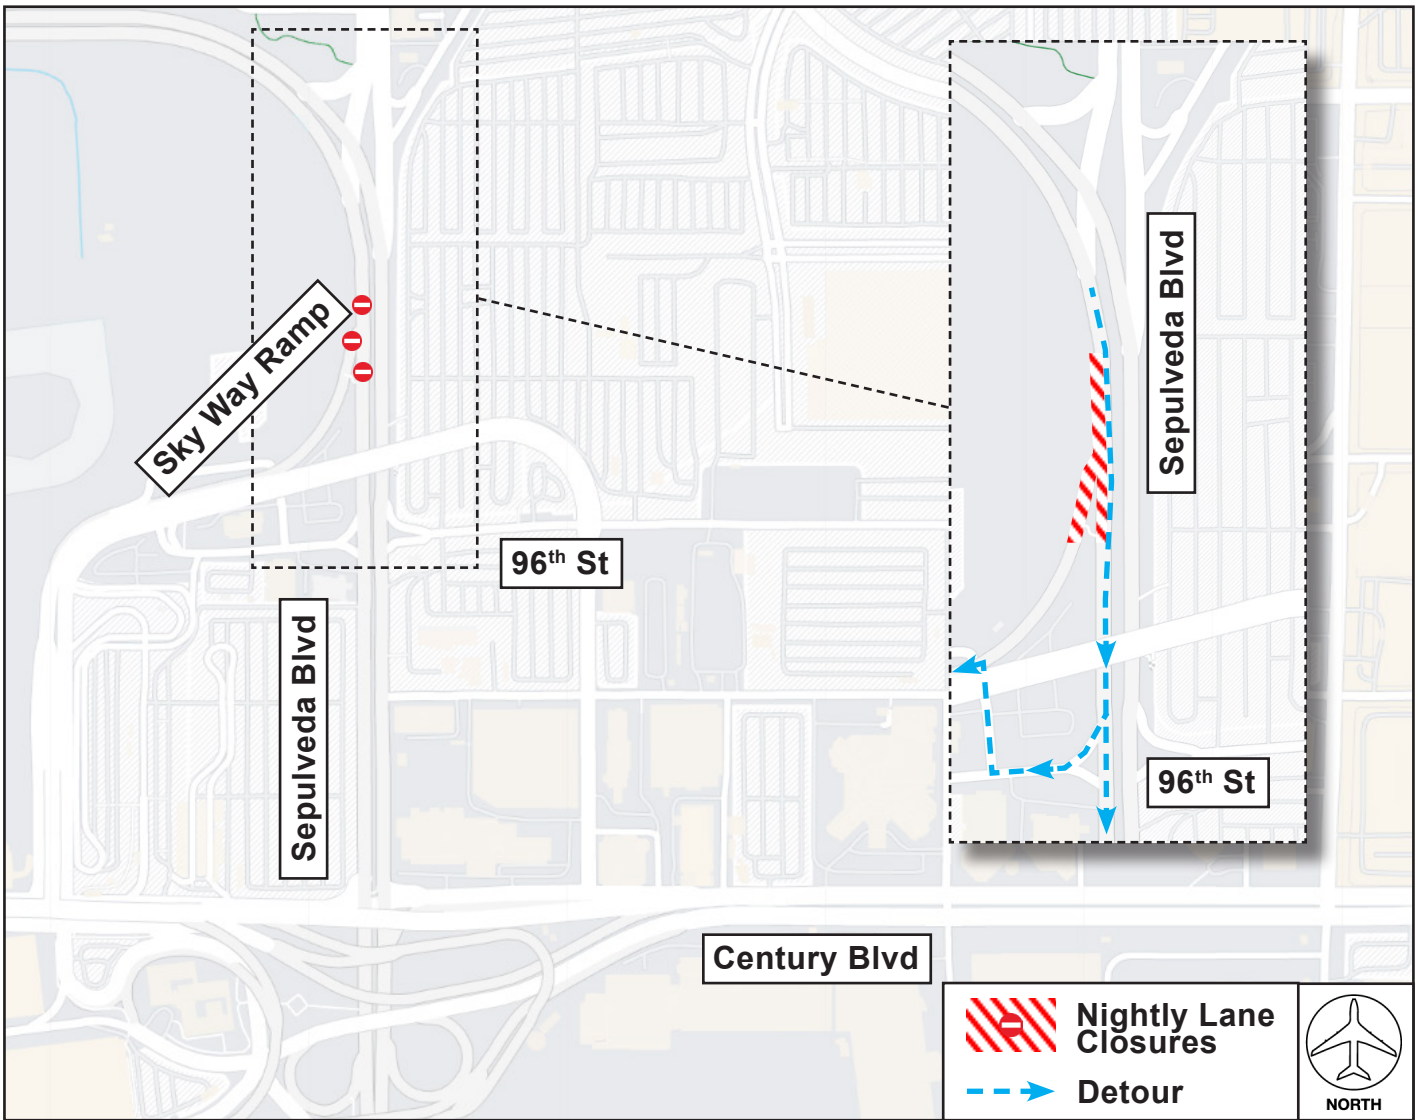 Sepulveda Blvd
Sky Way Ramp
96th St
Sepulveda Blvd
96th St
Century Blvd
Nightly Lane
Closures
Detour
NORTH